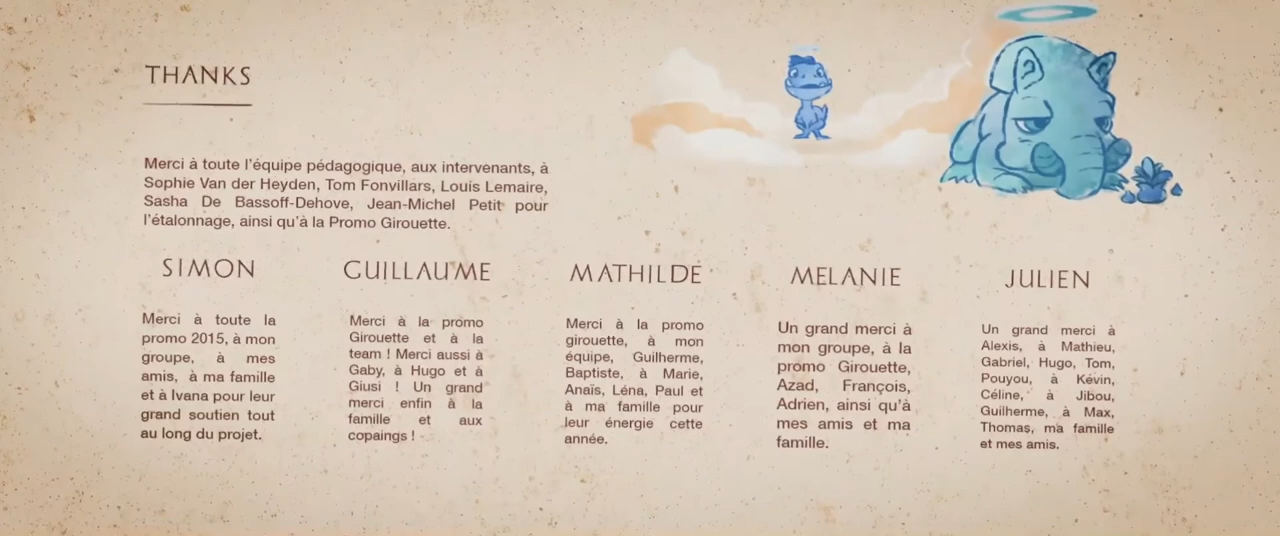 THANKS
Merci à toute l'équipe pédagogique, aux intervenants, à
Sophie Van der Heyden, Tom Fonvillars, Louis Lemaire,
Sasha De Bassoff-Dehove, Jean-Michel Petit pour
l'étalonnage, ainsi qu'à la Promo Girouette.
SIMON
Merci à toute la
promo 2015, à mon
groupe, à mes
amis, à ma famille
et à Ivana pour leur
grand soutien tout
au long du projet.
GUILLAUME
Merci à la promo
Girouette et à la
team ! Merci aussi à
Gaby, à Hugo et à
Giusi ! Un grand
merci enfin à la
famille et aux
copaings !
MATHILDE
Merci à la promo
girouette, à mon
équipe, Guilherme,
Baptiste, à Marie,
Anaïs, Léna, Paul et
à ma famille pour
leur énergie cette
année.
MELANIE
Un grand merci à
mon groupe, à la
promo Girouette,
Azad, François,
Adrien, ainsi qu'à
mes amis et ma
famille.
JULIEN
Un grand merci à
Alexis, à Mathieu,
Gabriel, Hugo, Tom,
Pouyou, à Kévin,
Céline, à Jibou,
Guilherme, à Max,
Thomas, ma famille
et mes amis.